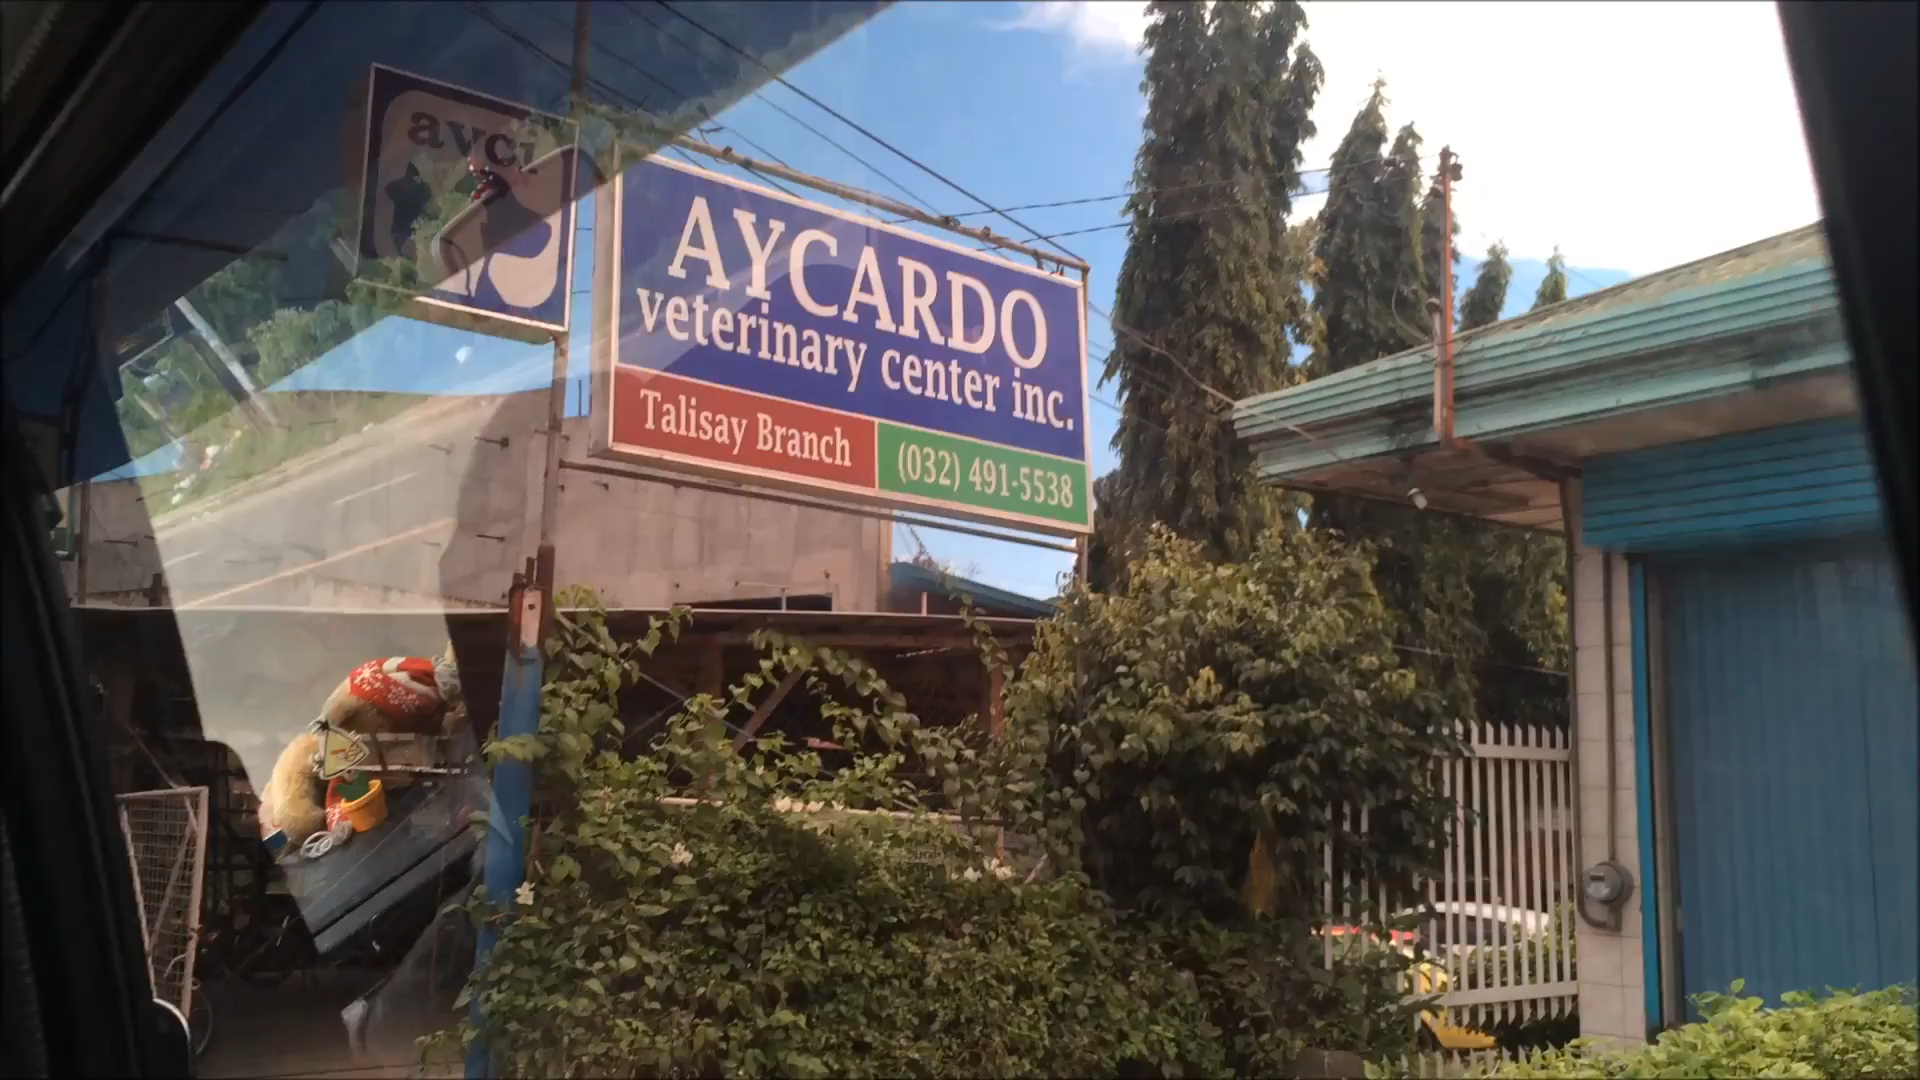 avci
AYCARDO
veterinary center inc.
Talisay Branch
(032) 491-5538